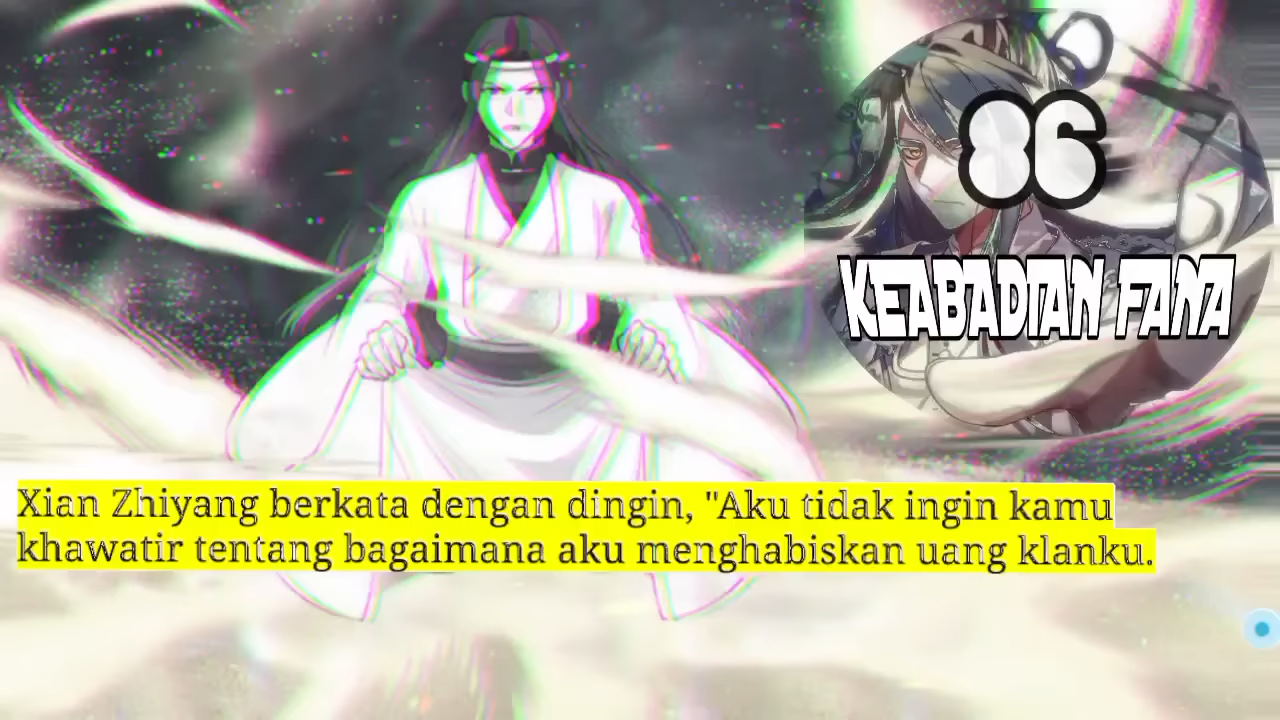 86
KEABADIAN FANA
Xian Zhiyang berkata dengan dingin, "Aku tidak ingin kamu
khawatir tentang bagaimana aku menghabiskan uang klanku.